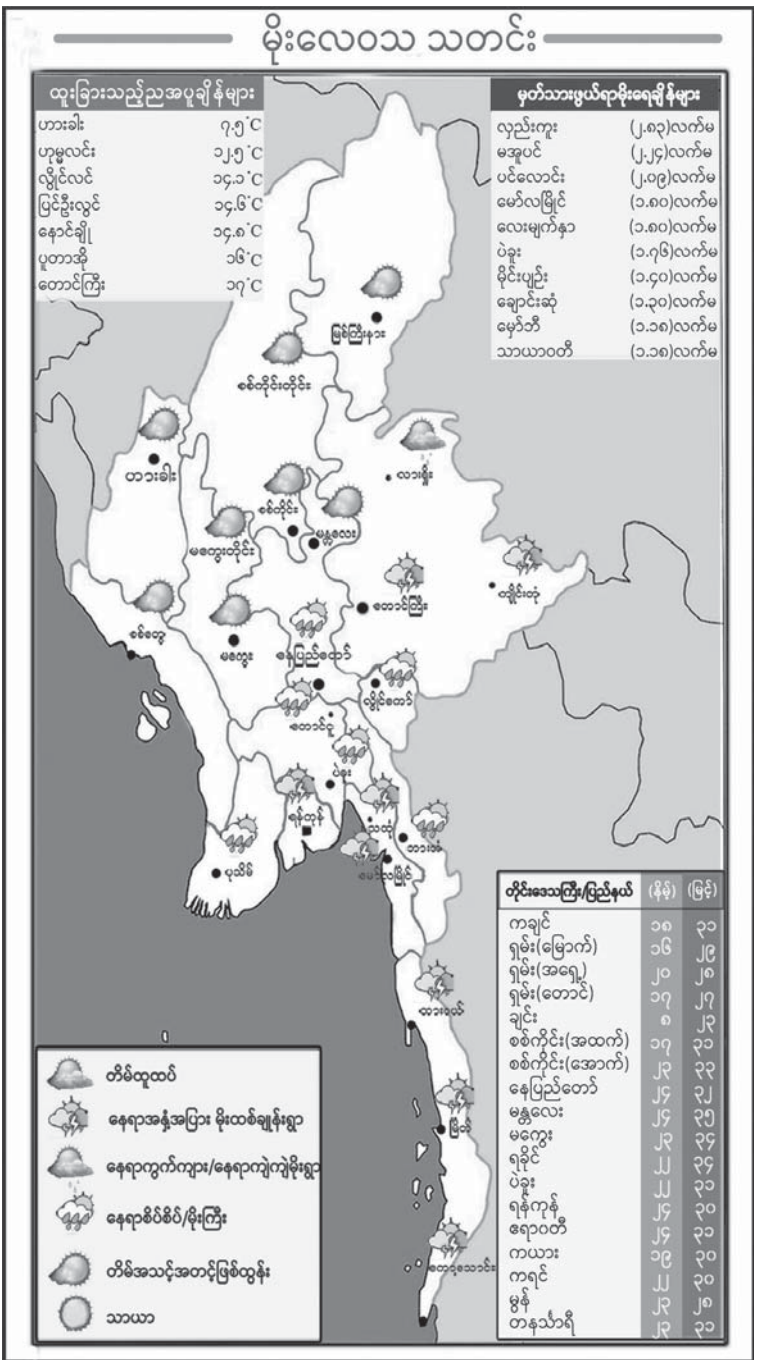 မိုးလေဝသ သတင်း
ထူးခြားသည့်ညအပူချိန်များ
ဟားခါး ၇.၅°C
ဟုမ္မလင်း ၁၂.၅°C
လွိုင်လင် ၁၄.၁°C
ပြင်ဦးလွင် ၁၄.၆°C
နောင်ချို ၁၄.၈°C
ပူတာအို ၁၆°C
တောင်ကြီး ၁၇°C
မှတ်သားဖွယ်ရာမိုးရေချိန်များ
လှည်းကူး (၂.၈၃)လက်မ
မအူပင် (၂.၂၄)လက်မ
ပင်လောင်း (၂.၀၉)လက်မ
မော်လမြိုင် (၁.၈၀)လက်မ
လေးမျက်နှာ (၁.၈၀)လက်မ
ပဲခူး (၁.၇၆)လက်မ
မိုင်းပျဉ်း (၁.၄၀)လက်မ
ချောင်းဆုံ (၁.၃၀)လက်မ
မှော်ဘီ (၁.၁၈)လက်မ
သာယာဝတီ (၁.၁၈)လက်မ
မြစ်ကြီးနား
စစ်ကိုင်းတိုင်း
ဟားခါး
လားရှိုး
စစ်ကိုင်း
မန္တလေး
မကွေးတိုင်း
ကျိုင်းတုံ
တောင်ကြီး
စစ်တွေ
မကွေး
နေပြည်တော်
လွိုင်ကော်
တောင်ငူ
ပဲခူး
ရန်ကုန်
သထုံ
ဘားအံ
မော်လမြိုင်
ပုသိမ်
ထားဝယ်
မြိတ်
ကော့သောင်း
တိမ်ထူထပ်
နေရာအနှံ့အပြား မိုးထစ်ချုန်းရွာ
နေရာကွက်ကျား/နေရာကျဲကျဲမိုးရွာ
နေရာစိပ်စိပ်/မိုးကြီး
တိမ်အသင့်အတင့်ဖြစ်ထွန်း
သာယာ
တိုင်းဒေသကြီး/ပြည်နယ် (နိမ့်) (မြင့်)
ကချင် ၁၈ ၃၁
ရှမ်း(မြောက်) ၁၆ ၂၉
ရှမ်း(အရှေ့) ၂၀ ၂၈
ရှမ်း(တောင်) ၁၇ ၂၇
ချင်း ၈ ၂၃
စစ်ကိုင်း(အထက်) ၁၇ ၃၁
စစ်ကိုင်း(အောက်) ၂၃ ၃၃
နေပြည်တော် ၂၄ ၃၂
မန္တလေး ၂၄ ၃၅
မကွေး ၂၃ ၃၄
ရခိုင် ၂၂ ၃၄
ပဲခူး ၂၂ ၃၁
ရန်ကုန် ၂၄ ၃၀
ဧရာဝတီ ၂၄ ၃၁
ကယား ၁၉ ၃၀
ကရင် ၂၂ ၃၀
မွန် ၂၃ ၂၈
တနင်္သာရီ ၂၃ ၃၁